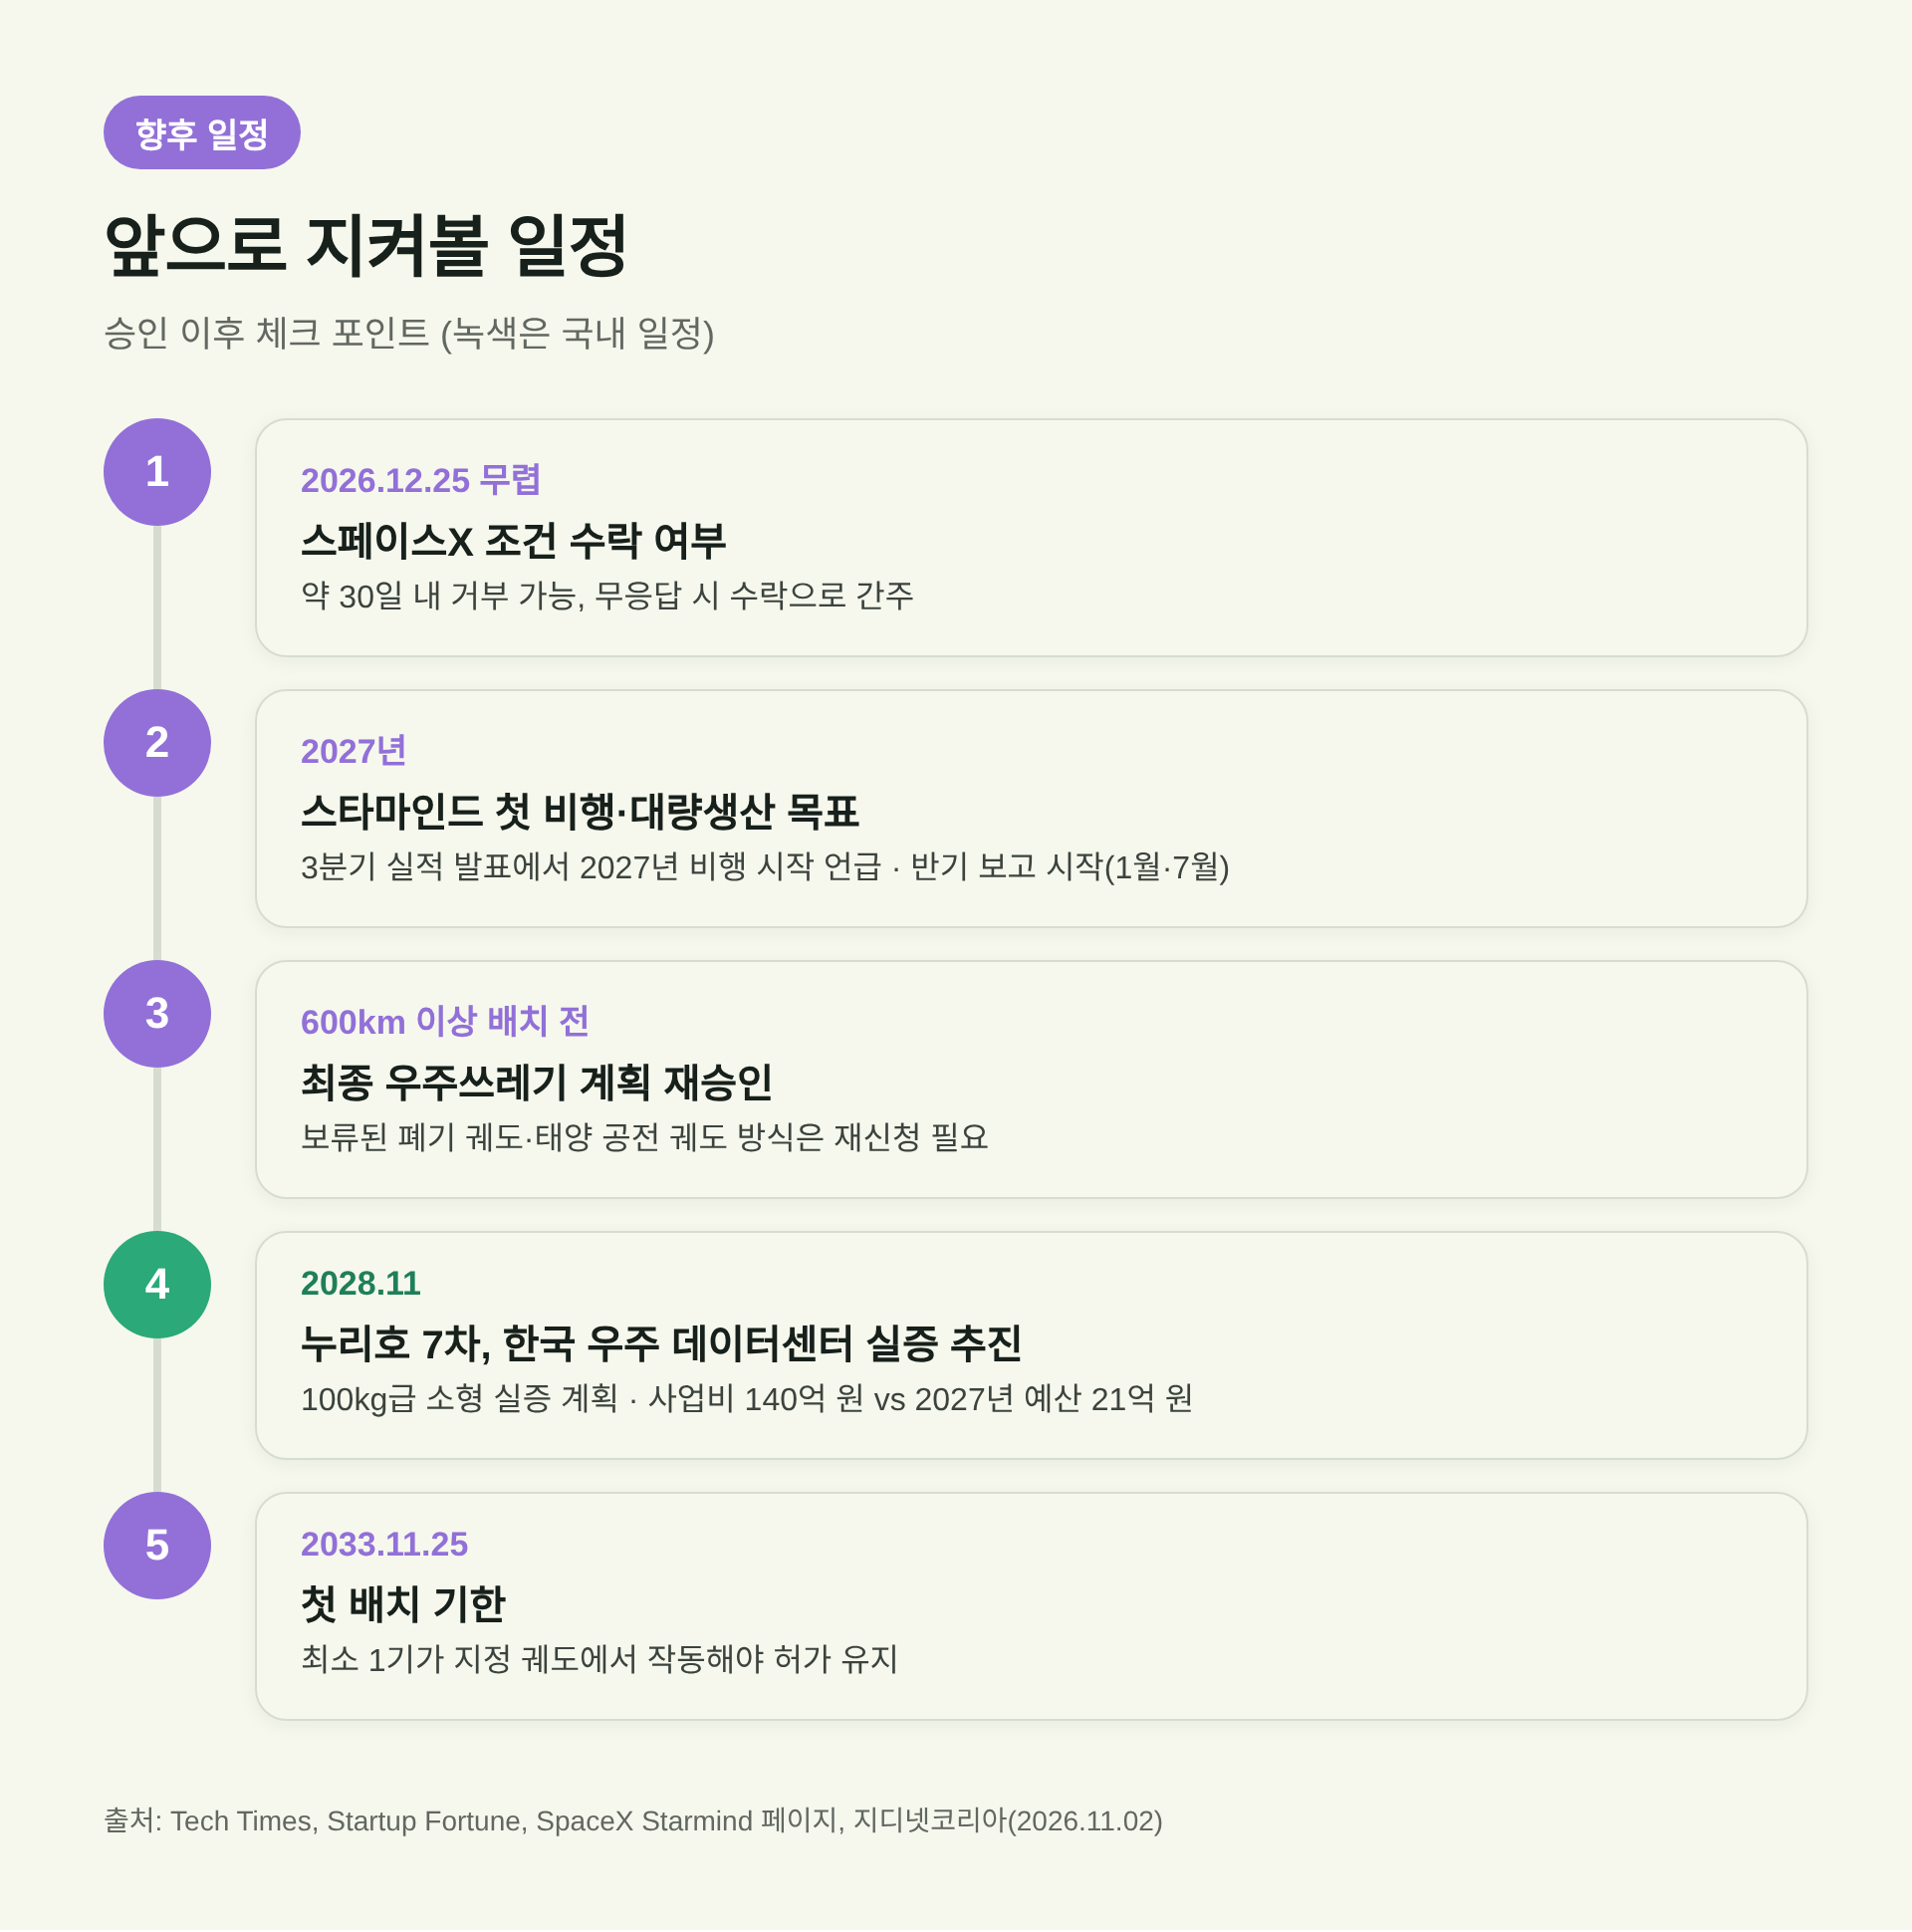 향후 일정
앞으로 지켜볼 일정
승인 이후 체크 포인트 (녹색은 국내 일정)
1
2026.12.25 무렵
스페이스X 조건 수락 여부
약 30일 내 거부 가능, 무응답 시 수락으로 간주
2
2027년
스타마인드 첫 비행·대량생산 목표
3분기 실적 발표에서 2027년 비행 시작 언급 · 반기 보고 시작(1월·7월)
3
600km 이상 배치 전
최종 우주쓰레기 계획 재승인
보류된 폐기 궤도·태양 공전 궤도 방식은 재신청 필요
4
2028.11
누리호 7차, 한국 우주 데이터센터 실증 추진
100kg급 소형 실증 계획 · 사업비 140억 원 vs 2027년 예산 21억 원
5
2033.11.25
첫 배치 기한
최소 1기가 지정 궤도에서 작동해야 허가 유지
출처: Tech Times, Startup Fortune, SpaceX Starmind 페이지, 지디넷코리아(2026.11.02)